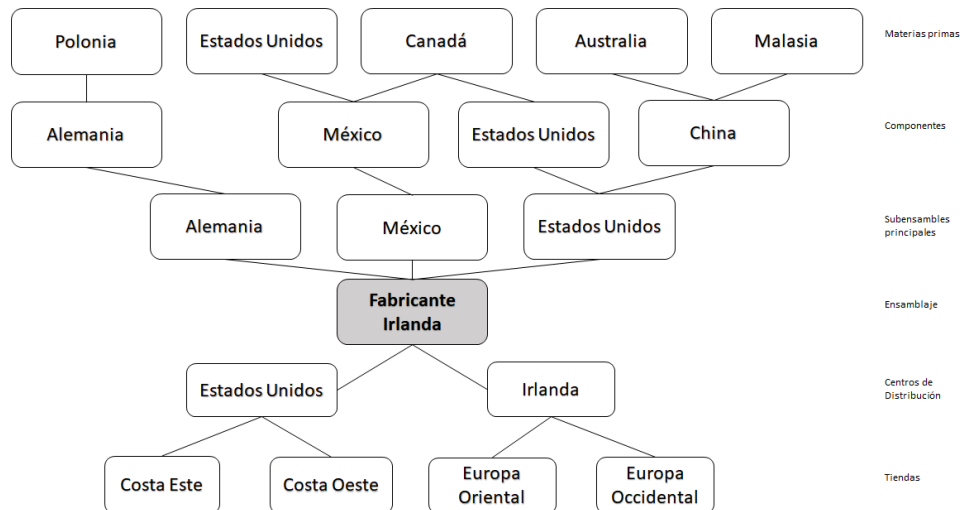 Polonia
Estados Unidos
Canadá
Australia
Malasia
Materias primas
Alemania
México
Estados Unidos
China
Componentes
Alemania
México
Estados Unidos
Subensambles
principales
Fabricante
Irlanda
Ensamblaje
Estados Unidos
Irlanda
Centros de
Distribución
Costa Este
Costa Oeste
Europa
Oriental
Europa
Occidental
Tiendas